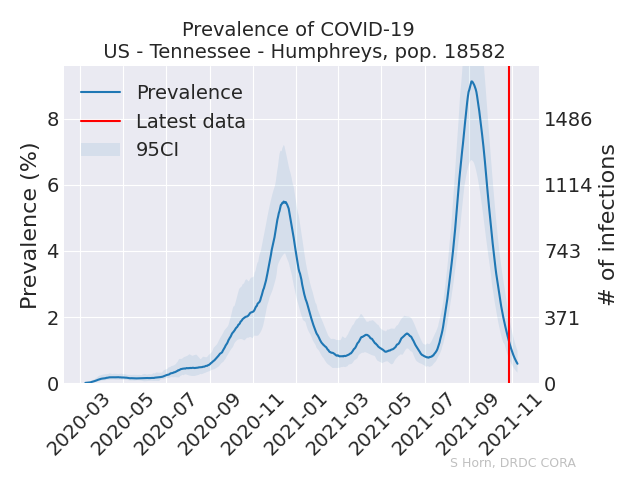 Prevalence of COVID-19
US - Tennessee - Humphreys, pop. 18582
Prevalence (%)
8
6
4
2
0
Prevalence
Latest data
95CI
1486
1114
743
371
0
# of infections
2020-03
2020-05
2020-07
2020-09
2020-11
2021-01
2021-03
2021-05
2021-07
2021-09
2021-11
S Horn, DRDC CORA